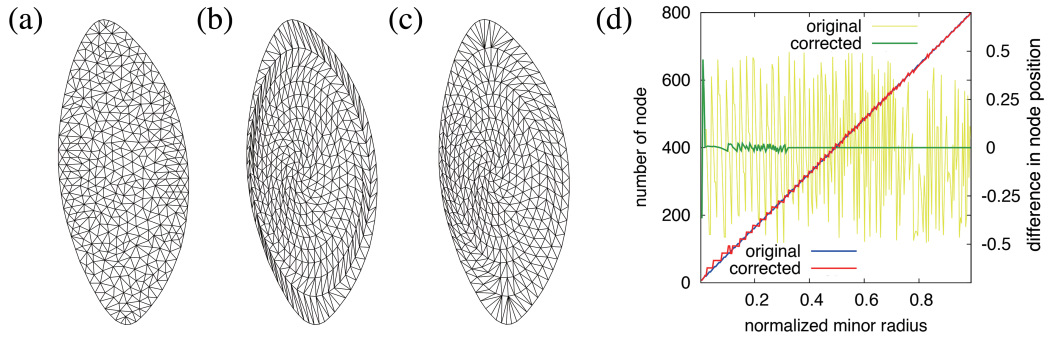 (a)
(b)
(c)
(d)
800
600
400
200
0
number of node
original
corrected
original
corrected
0.5
0.25
0
-0.25
-0.5
difference in node position
0.2
0.4
0.6
0.8
normalized minor radius